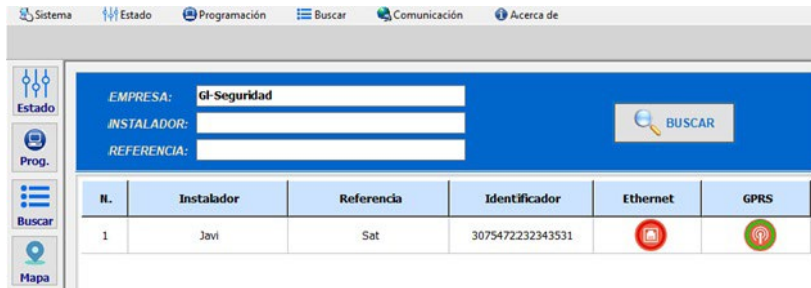 Sistema Estado Programación Buscar Comunicación Acerca de
Estado
Prog.
Buscar
Mapa
EMPRESA: GI-Seguridad
INSTALADOR:
REFERENCIA:
BUSCAR
N.. Instalador Referencia Identificador Ethernet GPRS
1 Javi Sat 3075472232343531